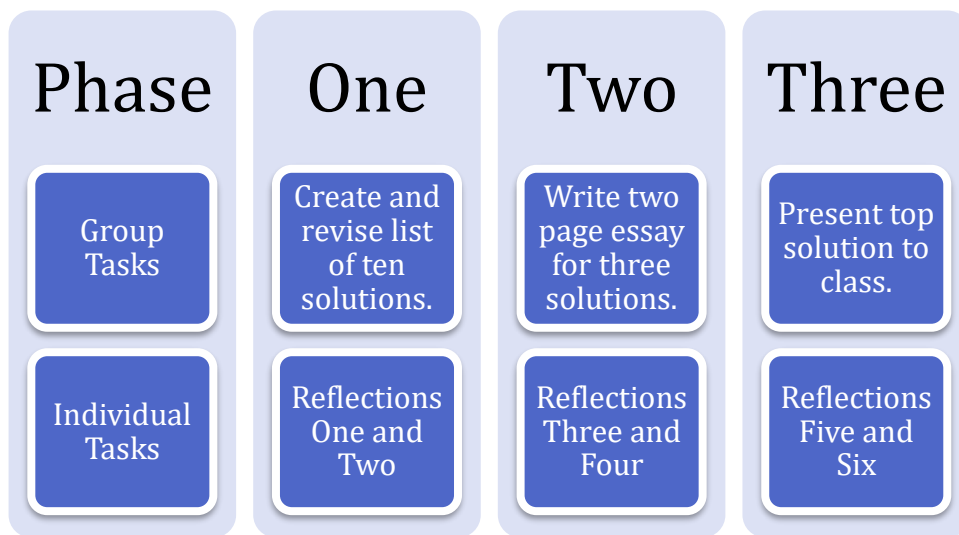 Phase
One
Two
Three
Group
Tasks
Create and
revise list
of ten
solutions.
Write two
page essay
for three
solutions.
Present top
solution to
class.
Individual
Tasks
Reflections
One and
Two
Reflections
Three and
Four
Reflections
Five and
Six